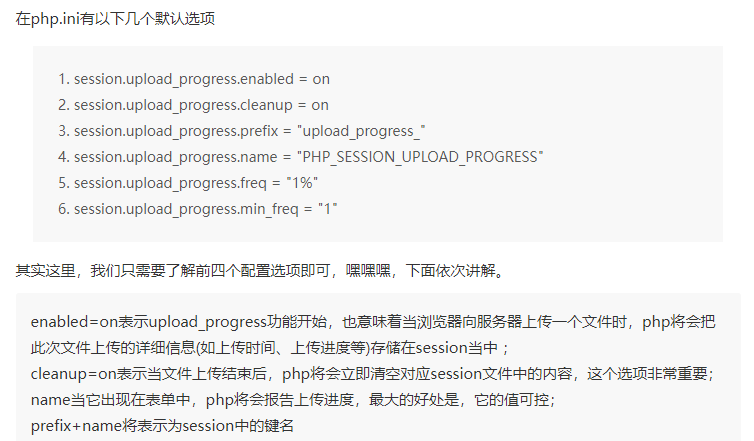 在php.ini有以下几个默认选项
1. session.upload_progress.enabled = on
2. session.upload_progress.cleanup = on
3. session.upload_progress.prefix = "upload_progress_"
4. session.upload_progress.name = "PHP_SESSION_UPLOAD_PROGRESS"
5. session.upload_progress.freq = "1%"
6. session.upload_progress.min_freq = "1"
其实这里，我们只需要了解前四个配置选项即可，嘿嘿嘿，下面依次讲解。
enabled=on表示upload_progress功能开始，也意味着当浏览器向服务器上传一个文件时，php将会把
此次文件上传的详细信息(如上传时间、上传进度等)存储在session当中 ；
cleanup=on表示当文件上传结束后，php将会立即清空对应session文件中的内容，这个选项非常重要；
name当它出现在表单中，php将会报告上传进度，最大的好处是，它的值可控；
prefix+name将表示为session中的键名